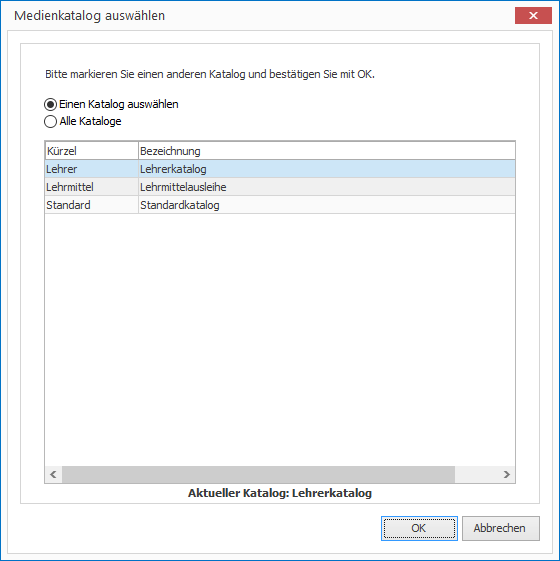 Medienkatalog auswählen
Bitte markieren Sie einen anderen Katalog und bestätigen Sie mit OK.
Einen Katalog auswählen
Alle Kataloge
Kürzel Bezeichnung
Lehrer Lehrerkatalog
Lehrmittel Lehrmittelausleihe
Standard Standardkatalog
Aktueller Katalog: Lehrerkatalog
OK Abbrechen